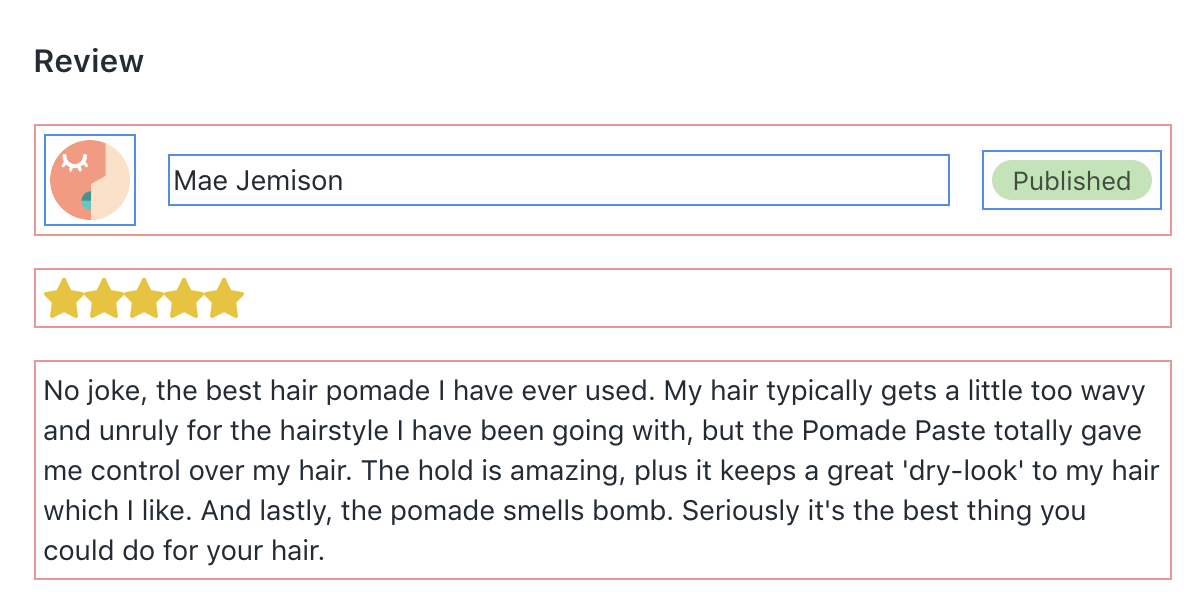 Review
Mae Jemison
Published
No joke, the best hair pomade I have ever used. My hair typically gets a little too wavy
and unruly for the hairstyle I have been going with, but the Pomade Paste totally gave
me control over my hair. The hold is amazing, plus it keeps a great 'dry-look' to my hair
which I like. And lastly, the pomade smells bomb. Seriously it's the best thing you
could do for your hair.